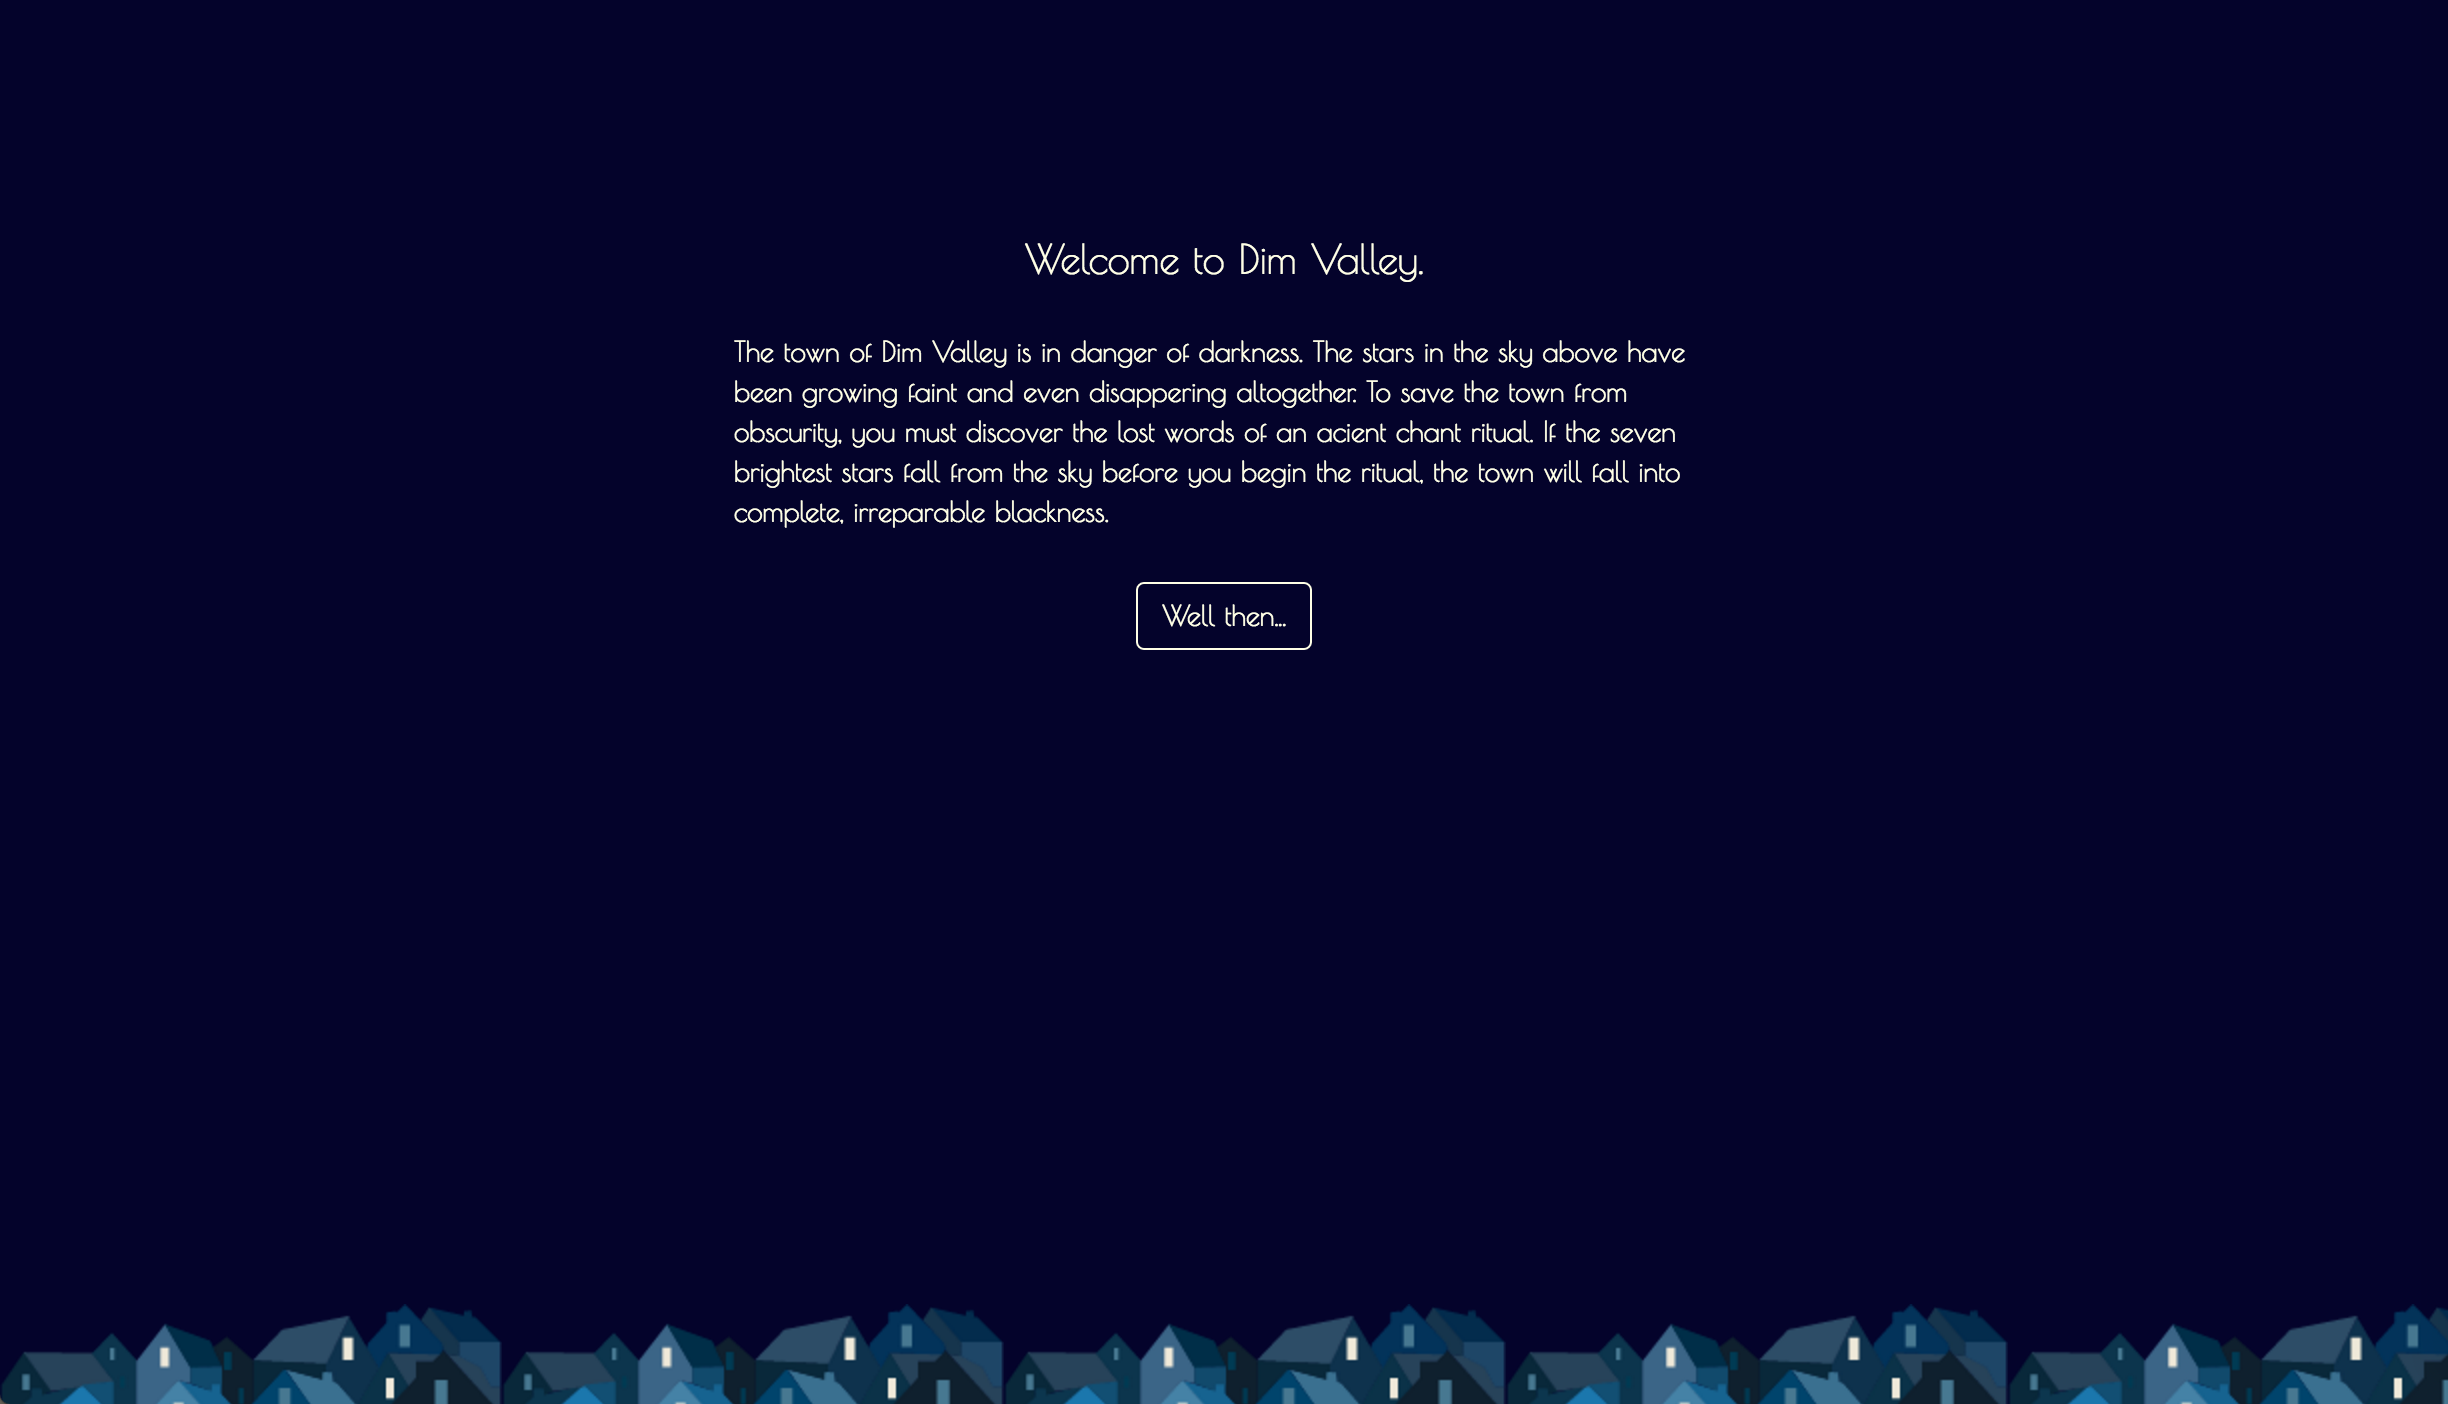 Welcome to Dim Valley.
The town of Dim Valley is in danger of darkness. The stars in the sky above have
been growing faint and even disappering altogether. To save the town from
obscurity, you must discover the lost words of an acient chant ritual. If the seven
brightest stars fall from the sky before you begin the ritual, the town will fall into
complete, irreparable blackness.
Well then...